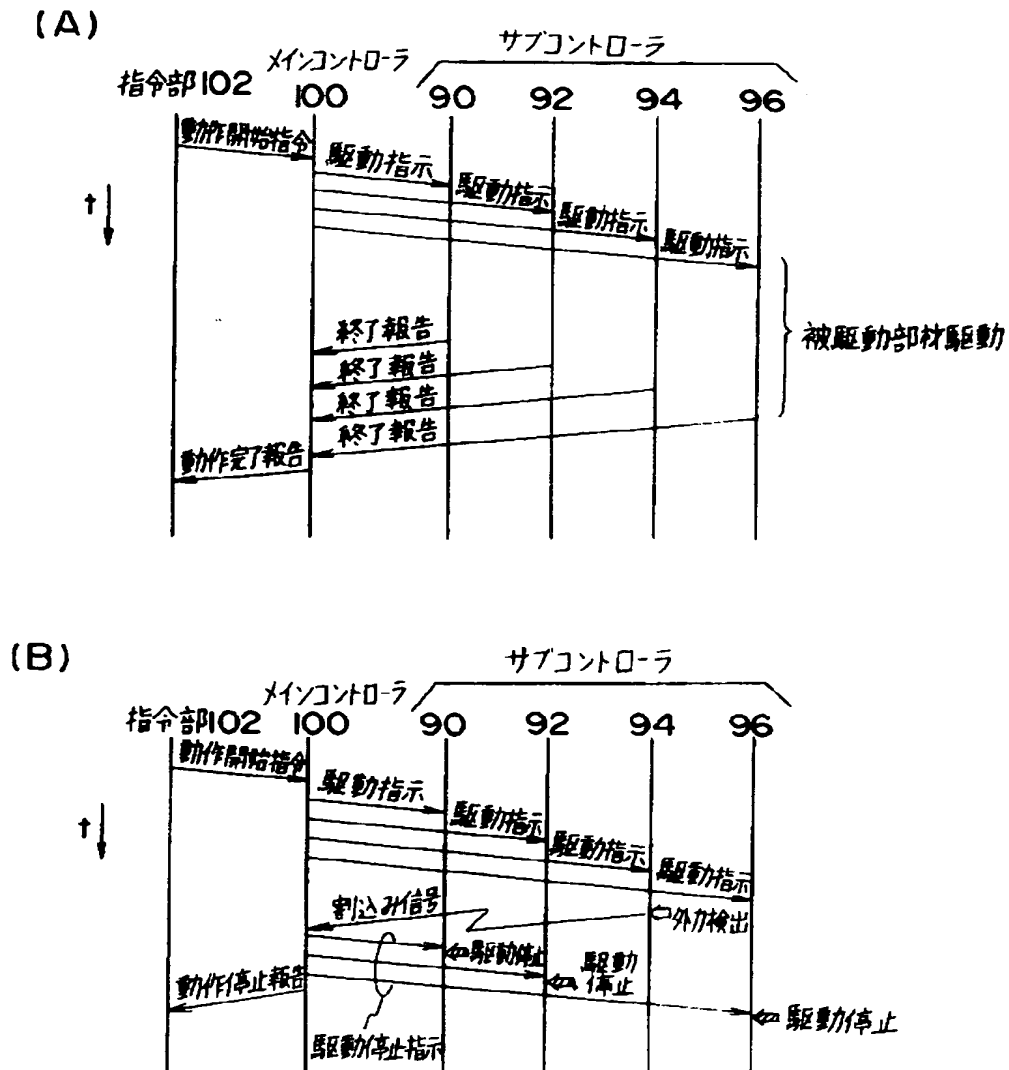 (A)
サブコントローラ
メインコントローラ
指令部102 100 90 92 94 96
動作開始指令
駆動指示
駆動指示
駆動指示
駆動指示
t
終了報告
終了報告
終了報告
終了報告
被駆動部材駆動
動作完了報告
(B)
サブコントローラ
メインコントローラ
指令部102 100 90 92 94 96
動作開始指令
駆動指示
駆動指示
駆動指示
駆動指示
t
割込み信号
外力検出
駆動停止
駆動
停止
動作停止報告
駆動停止
駆動停止指示